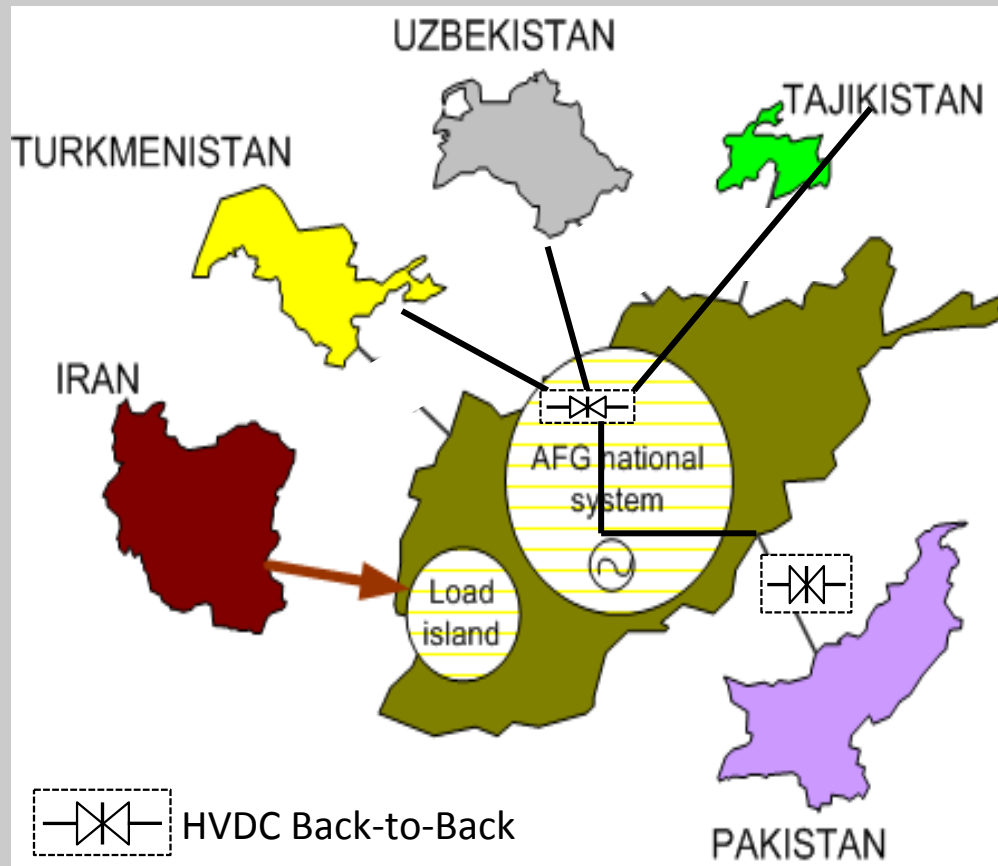 UZBEKISTAN
TAJIKISTAN
TURKMENISTAN
IRAN
AFG national
system
Load
island
HVDC Back-to-Back
PAKISTAN